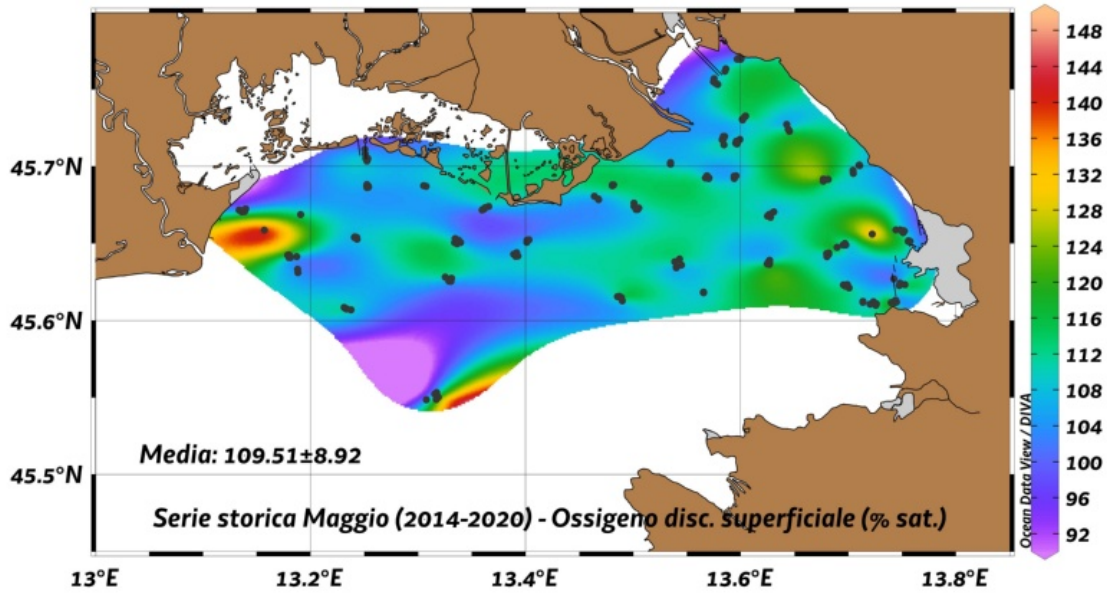 148
144
140
136
132
128
124
120
116
112
108
104
100
96
92
45.7°N
45.6°N
45.5°N
Media: 109.51±8.92
Serie storica Maggio (2014-2020) - Ossigeno disc. superficiale (% sat.)
Ocean Data View / DIVA
13°E
13.2°E
13.4°E
13.6°E
13.8°E